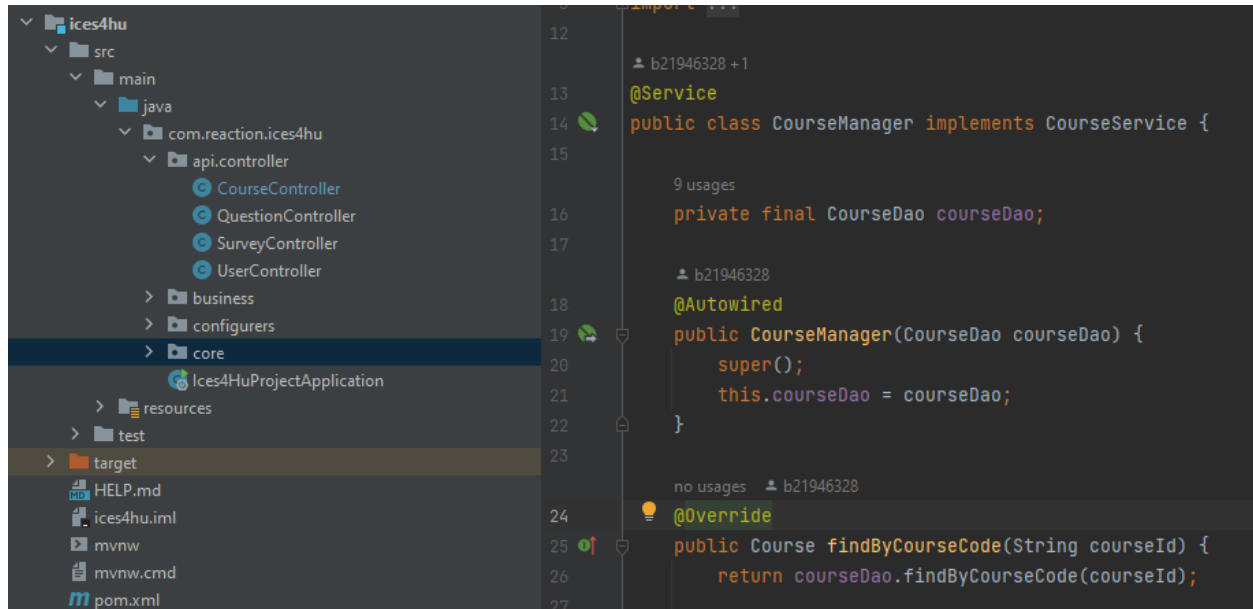 ices4hu
src
main
java
com.reaction.ices4hu
api.controller
CourseController
QuestionController
SurveyController
UserController
business
configurers
core
Ices4HuProjectApplication
resources
test
target
HELP.md
ices4hu.iml
mvnw
mvnw.cmd
pom.xml
import ...
12
b21946328 +1
13 @Service
14 public class CourseManager implements CourseService {
15
9 usages
16 private final CourseDao courseDao;
17
b21946328
18 @Autowired
19 public CourseManager(CourseDao courseDao) {
20 super();
21 this.courseDao = courseDao;
22 }
23
no usages b21946328
24 @Override
25 public Course findByCourseCode(String courseId) {
26 return courseDao.findByCourseCode(courseId);
27